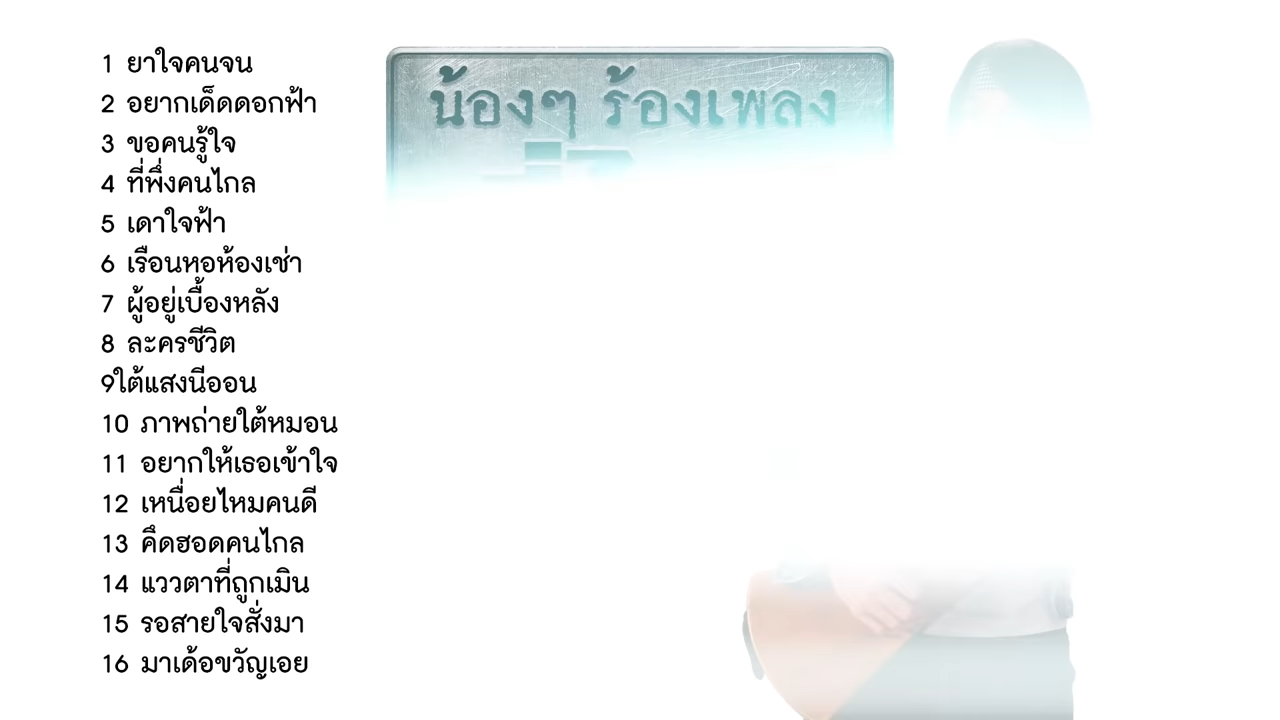 1 ยาใจคนจน
2 อยากเด็ดดอกฟ้า
3 ขอคนรู้ใจ
4 ที่พึ่งคนไกล
5 เดาใจฟ้า
6 เรือนหอห้องเช่า
7 ผู้อยู่เบื้องหลัง
8 ละครชีวิต
9ใต้แสงนีออน
10 ภาพถ่ายใต้หมอน
11 อยากให้เธอเข้าใจ
12 เหนื่อยไหมคนดี
13 คึดฮอดคนไกล
14 แววตาที่ถูกเมิน
15 รอสายใจสั่งมา
16 มาเด้อขวัญเอย
น้องๆ ร้องเพลง